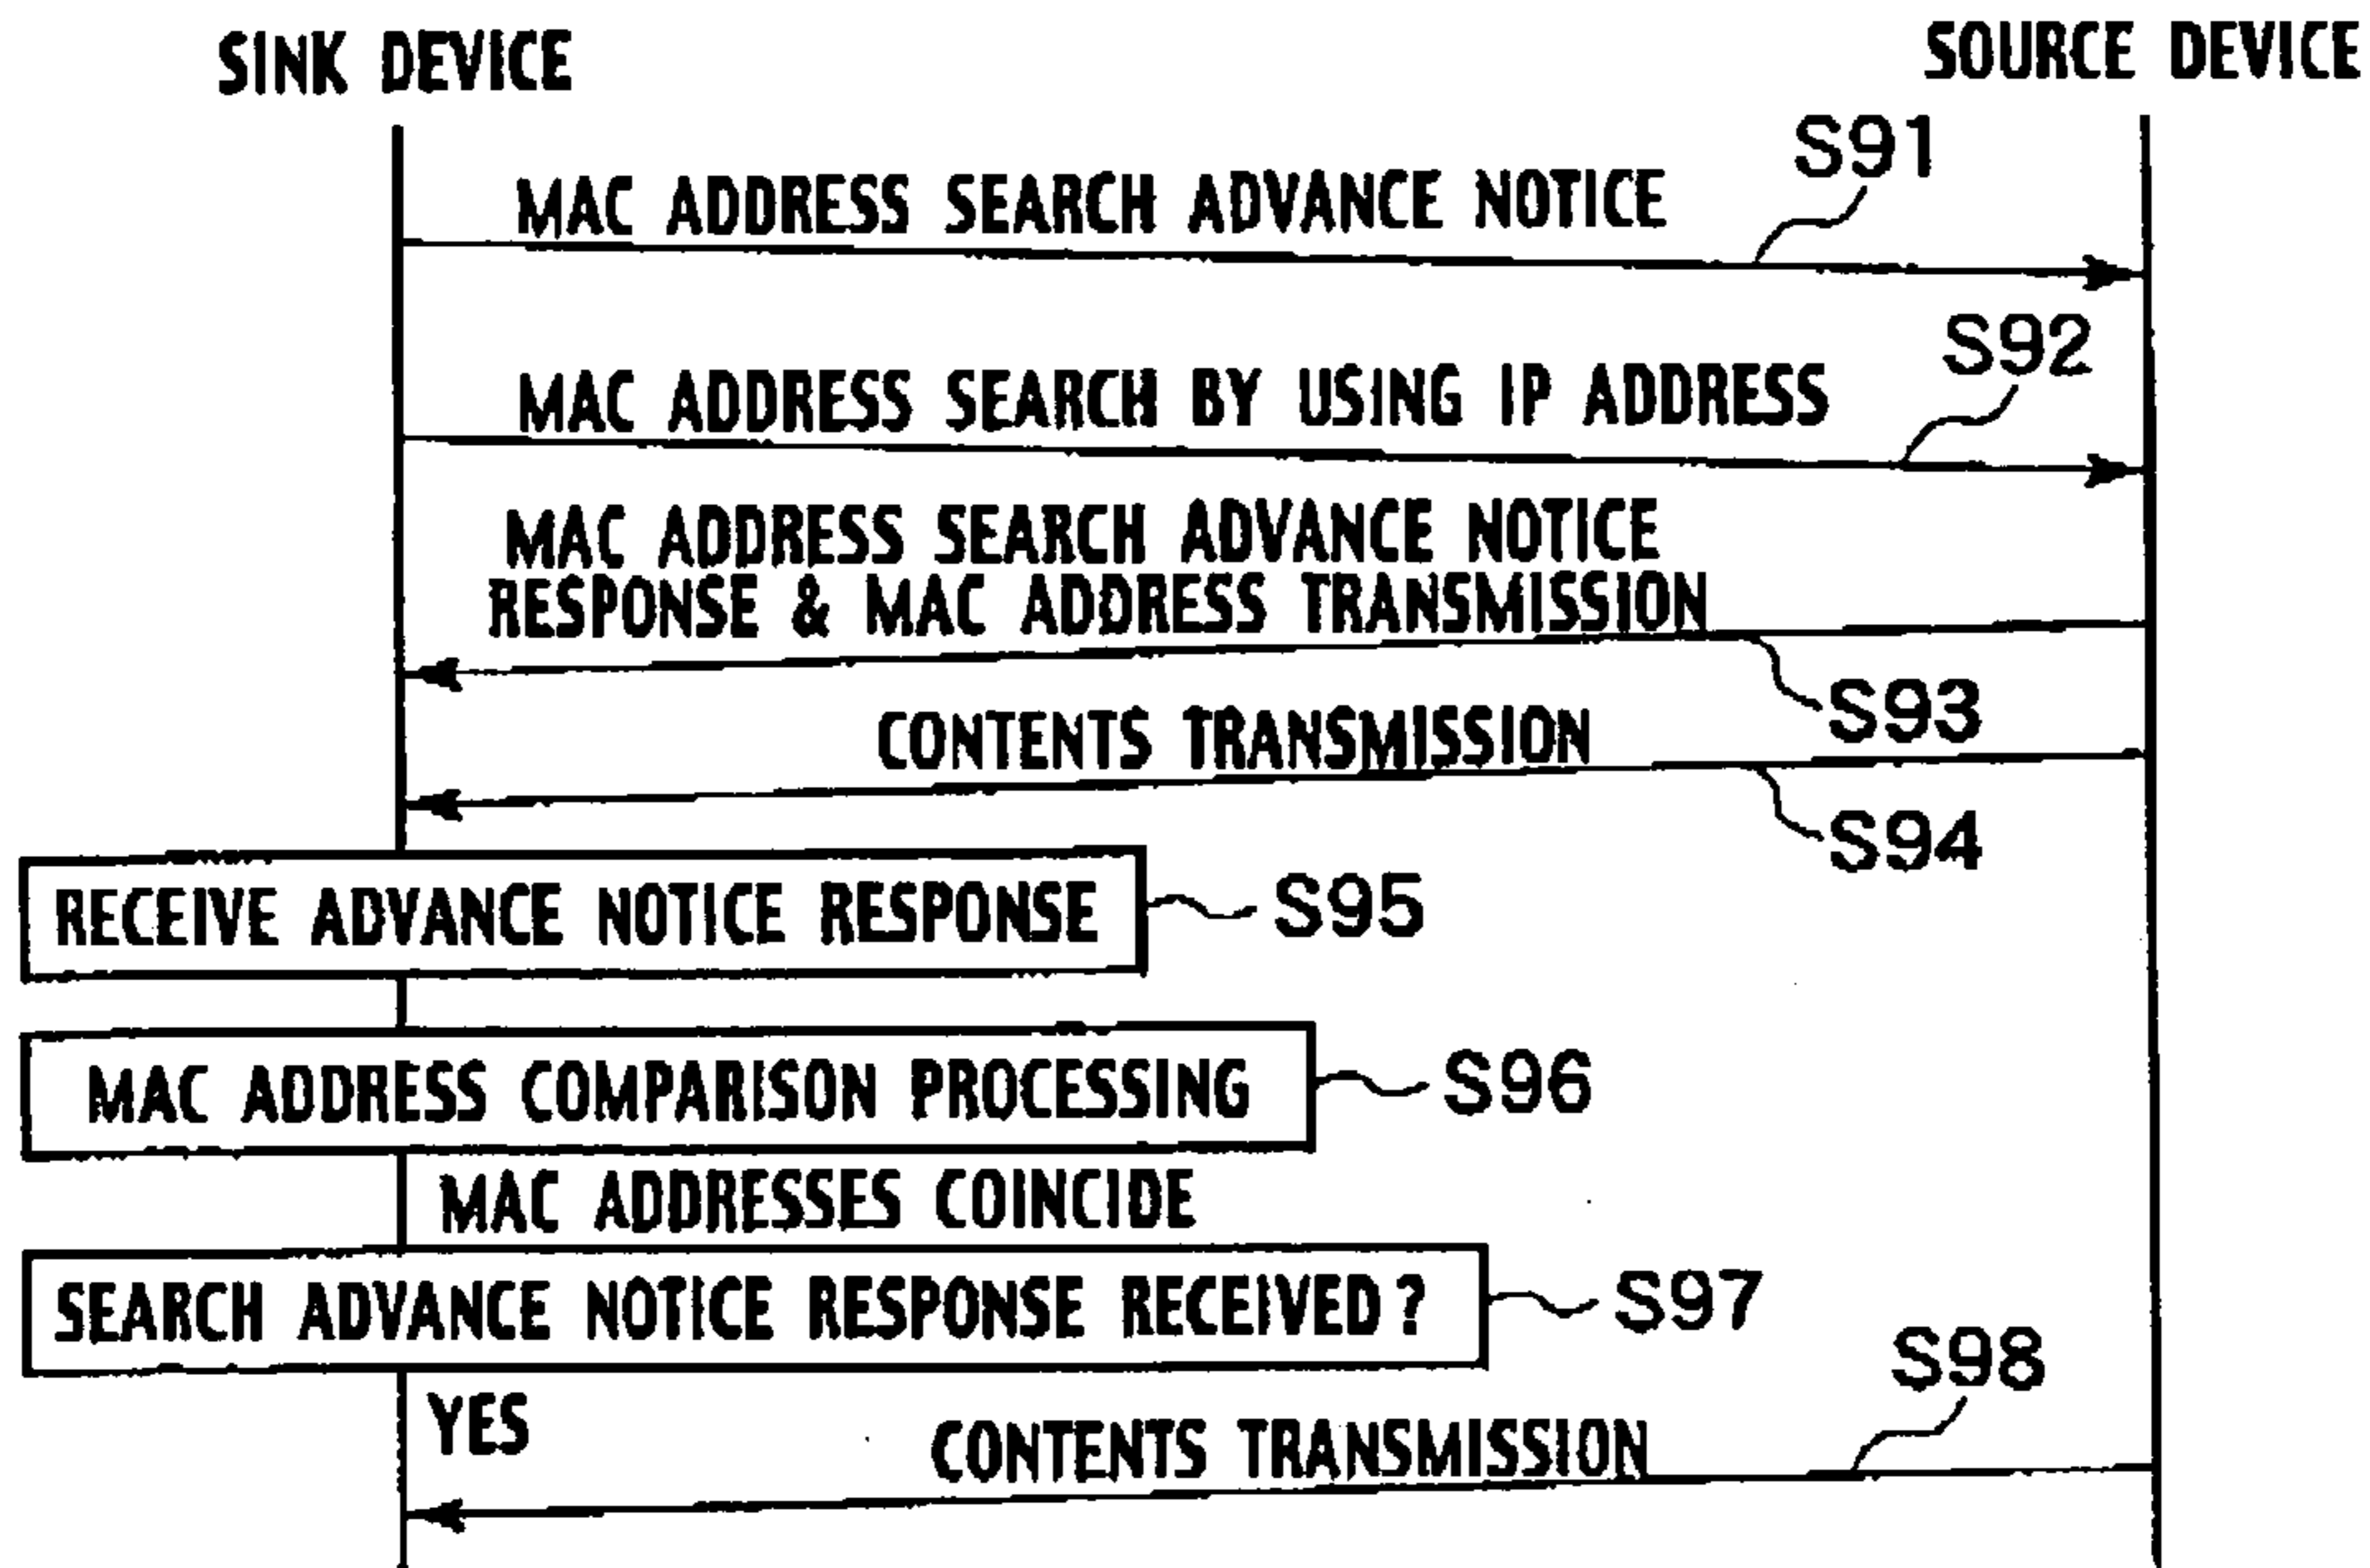 SINK DEVICE
SOURCE DEVICE
S91
MAC ADDRESS SEARCH ADVANCE NOTICE
S92
MAC ADDRESS SEARCH BY USING IP ADDRESS
MAC ADDRESS SEARCH ADVANCE NOTICE
RESPONSE & MAC ADDRESS TRANSMISSION
S93
CONTENTS TRANSMISSION
S94
RECEIVE ADVANCE NOTICE RESPONSE
S95
MAC ADDRESS COMPARISON PROCESSING
S96
MAC ADDRESSES COINCIDE
SEARCH ADVANCE NOTICE RESPONSE RECEIVED?
S97
S98
YES
CONTENTS TRANSMISSION